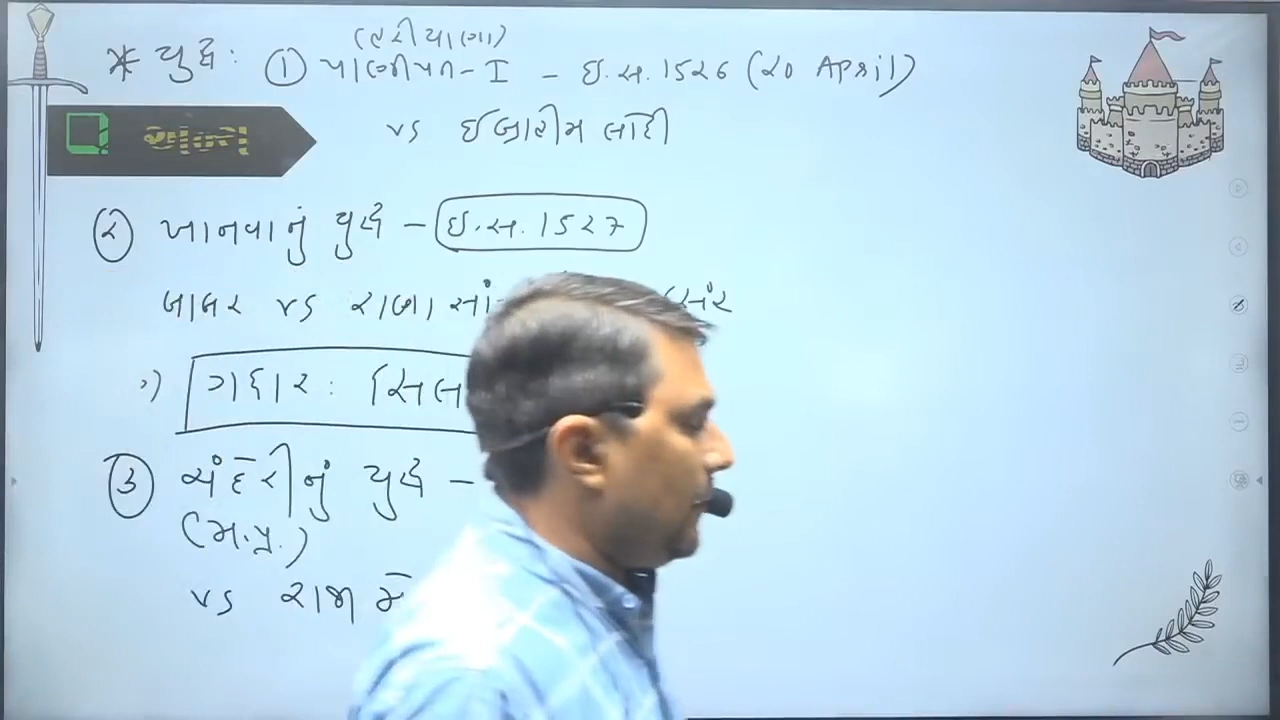 * યુદ્ધ: ① પાણીપત-I - ઇ.સ. 1526 (20 April)
(હરીયાણા)
vs ઇબ્રાહીમ લોદી
② ખાનવાનું યુદ્ધ - ઇ.સ. 1527
બાબર vs રાણા
ગદ્દાર:
③ ચંદેરીનું યુદ્ધ -
(મ.પ્ર.)
vs રાજા